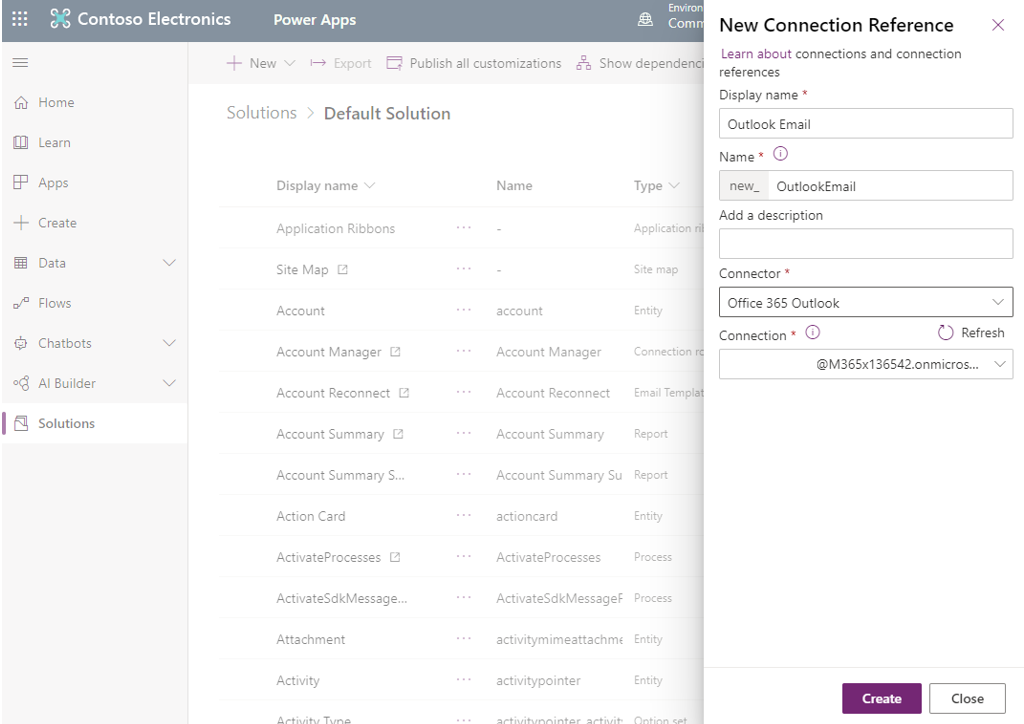 Contoso Electronics
Power Apps
Environ
Comm
Home
Learn
Apps
Create
Data
Flows
Chatbots
AI Builder
Solutions
New
Export
Publish all customizations
Show dependenci
Solutions > Default Solution
Display name Name Type
Application Ribbons ... - Application rib
Site Map ... - Site map
Account ... account Entity
Account Manager ... Account Manager Connection ro
Account Reconnect ... Account Reconnect Email Templat
Account Summary ... Account Summary Report
Account Summary S... ... Account Summary Su Report
Action Card ... actioncard Entity
ActivateProcesses ... ActivateProcesses Process
ActivateSdkMessage... ... ActivateSdkMessageP Process
Attachment ... activitymimeattachme Entity
Activity ... activitypointer Entity
Activity Type ... activitypointer_activit Option set
New Connection Reference
Learn about connections and connection
references
Display name *
Outlook Email
Name *
new_ OutlookEmail
Add a description
Connector *
Office 365 Outlook
Connection * Refresh
@M365x136542.onmicros...
Create
Close